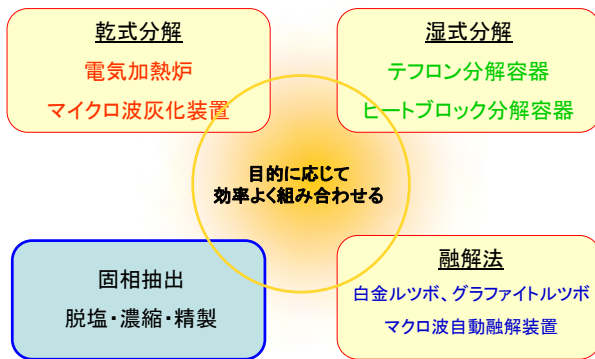 乾式分解
電気加熱炉
マイクロ波灰化装置
湿式分解
テフロン分解容器
ヒートブロック分解容器
目的に応じて
効率よく組み合わせる
固相抽出
脱塩・濃縮・精製
融解法
白金ルツボ、グラファイトルツボ
マクロ波自動融解装置